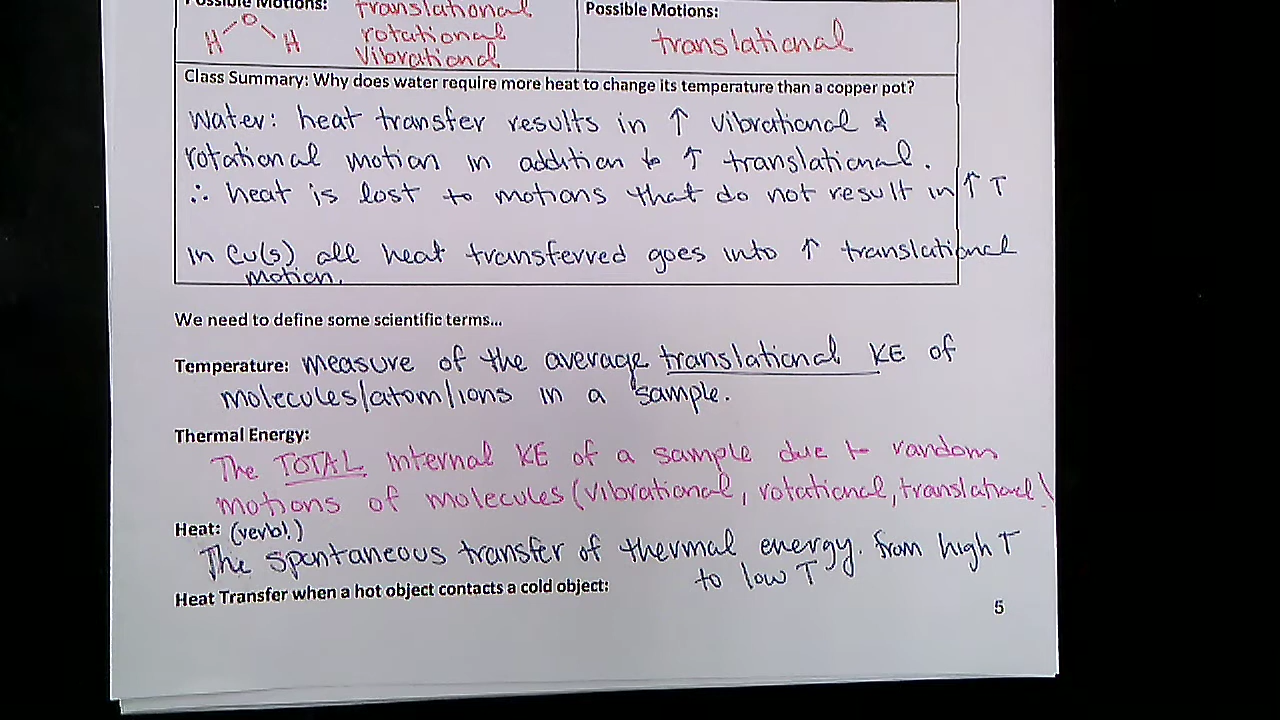 Possible Motions: translational
rotational
vibrational
H O H
Possible Motions:
translational
Class Summary: Why does water require more heat to change its temperature than a copper pot?
Water: heat transfer results in ↑ vibrational &
rotational motion in addition to ↑ translational.
∴ heat is lost to motions that do not result in ↑ T
In Cu(s) all heat transferred goes into ↑ translational
motion.
We need to define some scientific terms...
Temperature: measure of the average translational KE of
molecules/atom/ions in a sample.
Thermal Energy:
The TOTAL internal KE of a sample due to random
motions of molecules (vibrational, rotational, translational)
Heat: (verb!)
The spontaneous transfer of thermal energy. from high T
to low T
Heat Transfer when a hot object contacts a cold object:
5